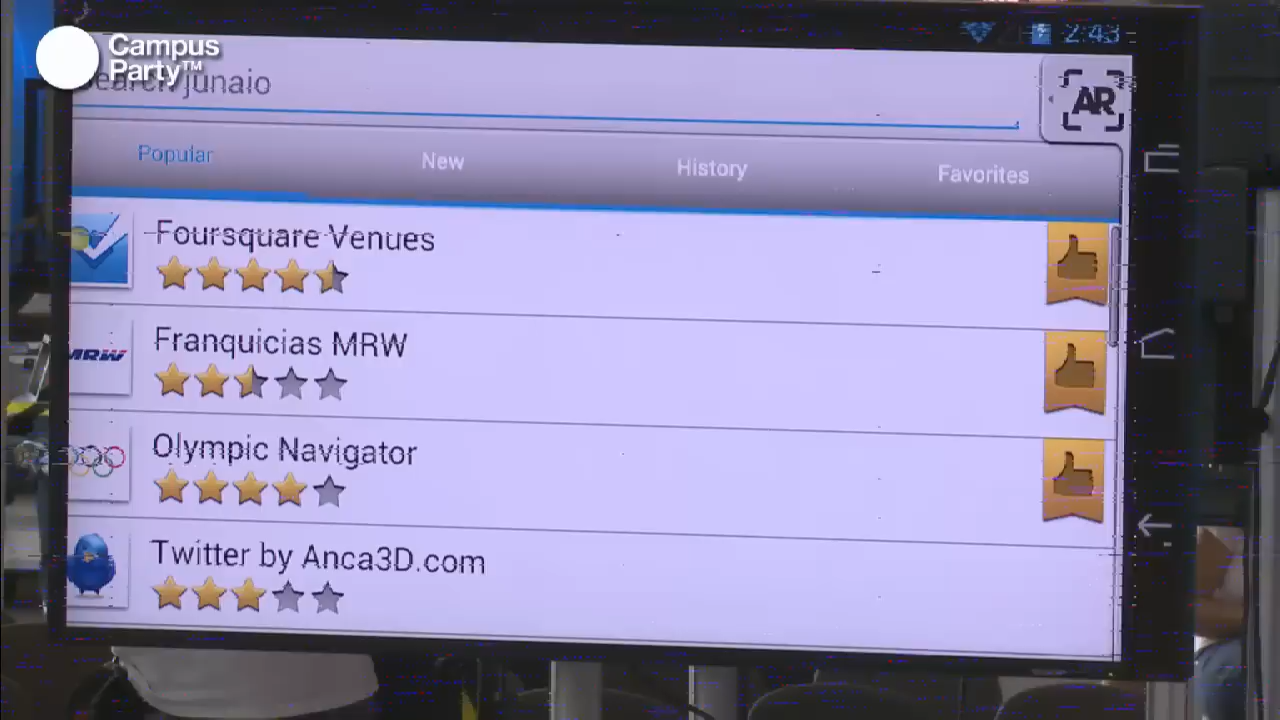 Campus
Party™
2:43
Search junaio
AR
Popular
New
History
Favorites
Foursquare Venues
Franquicias MRW
MRW
Olympic Navigator
Twitter by Anca3D.com